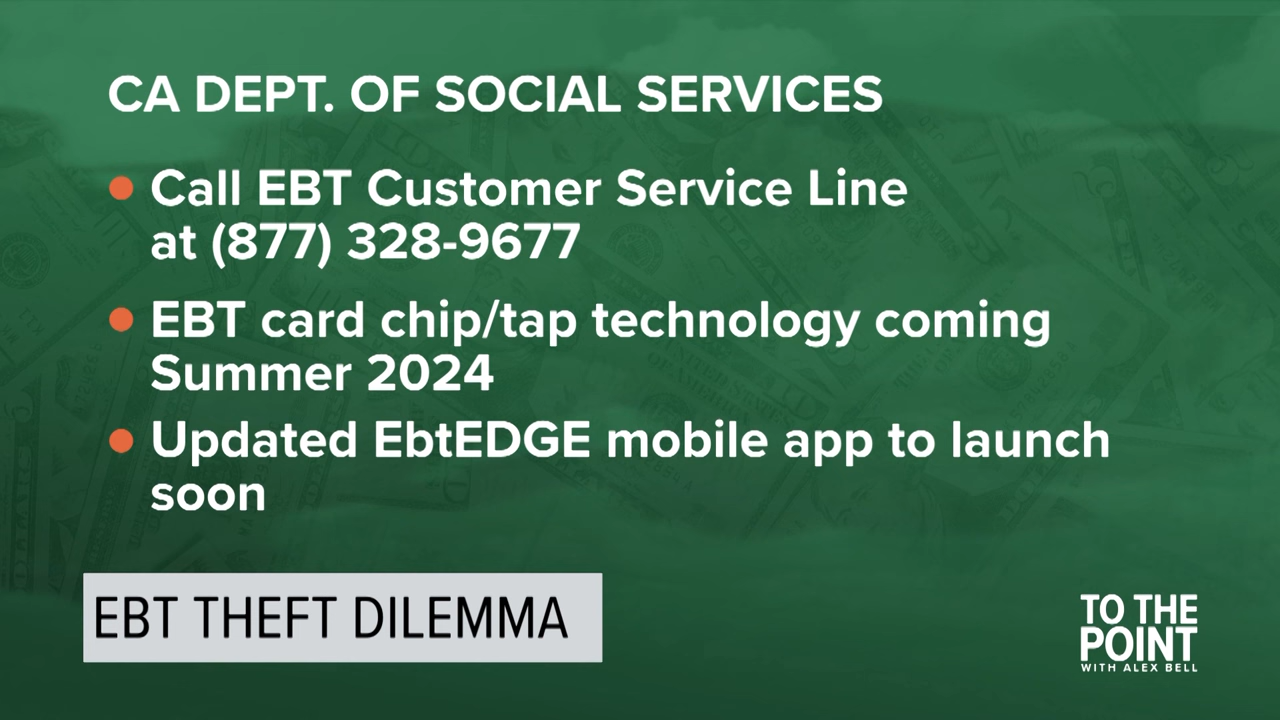 CA DEPT. OF SOCIAL SERVICES
Call EBT Customer Service Line
at (877) 328-9677
EBT card chip/tap technology coming
Summer 2024
Updated EbtEDGE mobile app to launch
soon
EBT THEFT DILEMMA
TO THE
POINT
WITH ALEX BELL